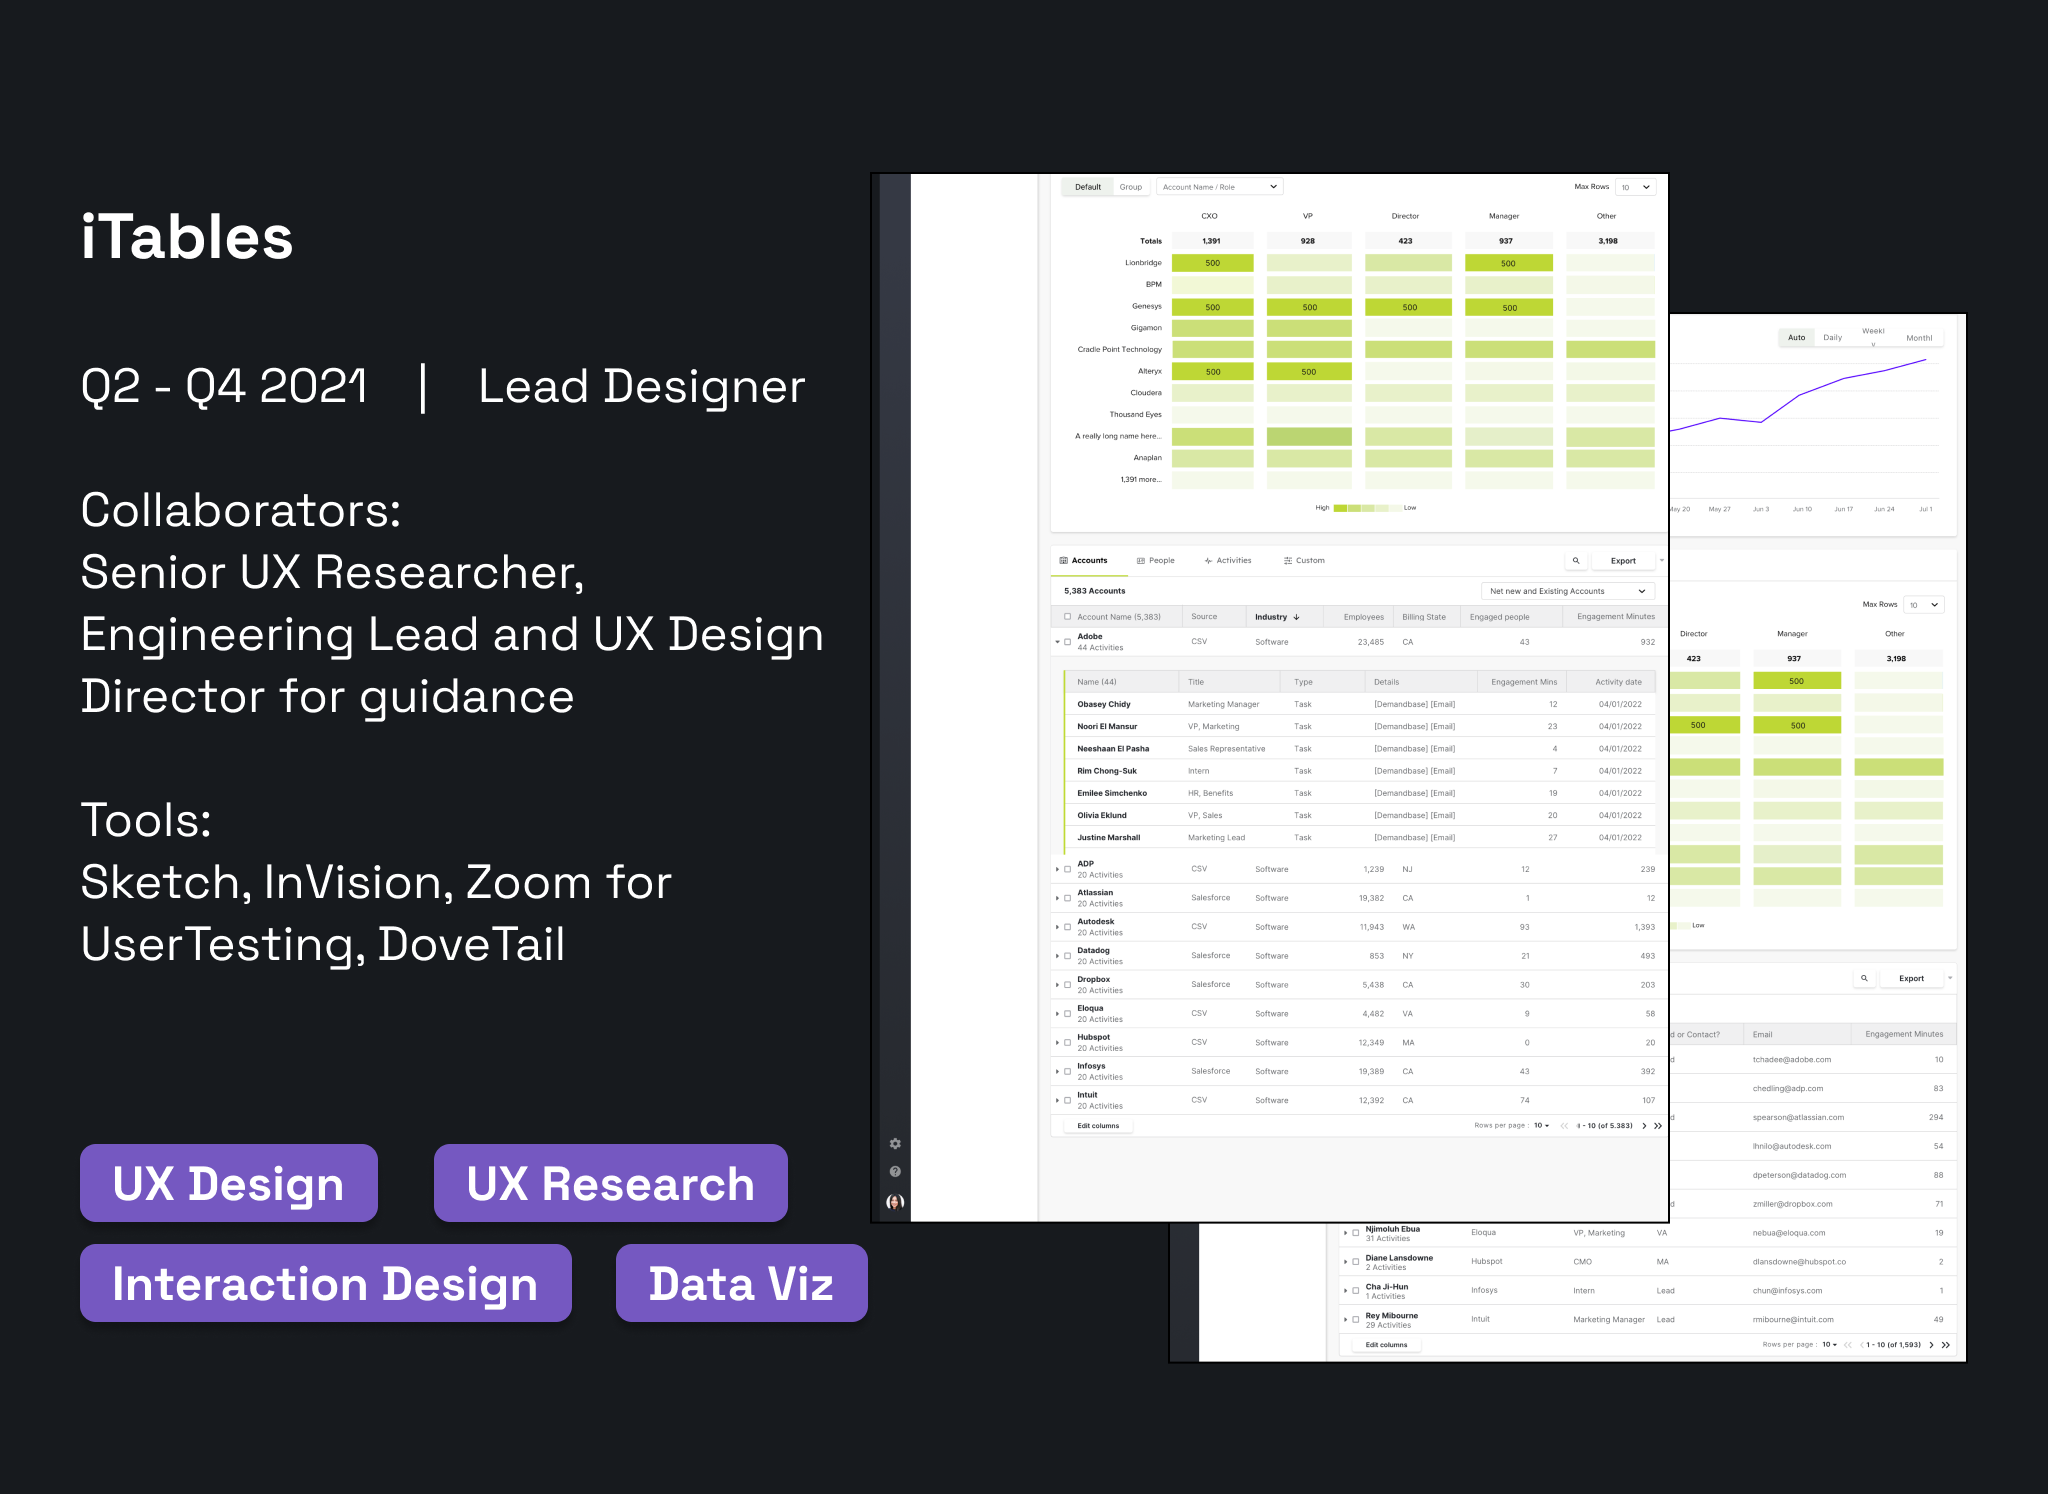 iTables
Q2 - Q4 2021 | Lead Designer
Collaborators:
Senior UX Researcher,
Engineering Lead and UX Design
Director for guidance
Tools:
Sketch, InVision, Zoom for
UserTesting, DoveTail
UX Design UX Research
Interaction Design Data Viz
Default Group Account Name / Role Max Rows 10
CXO VP Director Manager Other
Totals 1,391 928 423 937 3,198
Lionbridge 500 500
BPM
Genesys 500 500 500 500
Gigamon
Cradle Point Technology
Alteryx 500 500
Cloudera
Thousand Eyes
A really long name here...
Anaplan
1,391 more...
High Low
Accounts People Activities Custom Export
5,383 Accounts Net new and Existing Accounts
Account Name (5,383) Source Industry Employees Billing State Engaged people Engagement Minutes
Adobe
44 Activities CSV Software 23,485 CA 43 932
Name (44) Title Type Details Engagement Mins Activity date
Obasey Chidy Marketing Manager Task [Demandbase] [Email] 12 04/01/2022
Noori El Mansur VP, Marketing Task [Demandbase] [Email] 23 04/01/2022
Neeshaan El Pasha Sales Representative Task [Demandbase] [Email] 4 04/01/2022
Rim Chong-Suk Intern Task [Demandbase] [Email] 7 04/01/2022
Emilee Simchenko HR, Benefits Task [Demandbase] [Email] 19 04/01/2022
Olivia Eklund VP, Sales Task [Demandbase] [Email] 20 04/01/2022
Justine Marshall Marketing Lead Task [Demandbase] [Email] 27 04/01/2022
ADP
20 Activities CSV Software 1,239 NJ 12 239
Atlassian
20 Activities Salesforce Software 19,382 CA 1 12
Autodesk
20 Activities CSV Software 11,943 WA 93 1,393
Datadog
20 Activities Salesforce Software 853 NY 21 493
Dropbox
20 Activities Salesforce Software 5,438 CA 30 203
Eloqua
20 Activities CSV Software 4,482 VA 9 58
Hubspot
20 Activities CSV Software 12,349 MA 0 20
Infosys
20 Activities Salesforce Software 19,389 CA 43 392
Intuit
20 Activities CSV Software 12,392 CA 74 107
Edit columns Rows per page : 10 1 - 10 (of 5.383)
Auto Daily Weekl
y Monthl
May 20 May 27 Jun 3 Jun 10 Jun 17 Jun 24 Jul 1
Max Rows 10
Director Manager Other
423 937 3,198
500
500 500
Low
Export
d or Contact? Email Engagement Minutes
d tchadee@adobe.com 10
chedling@adp.com 83
d spearson@atlassian.com 294
lhnilo@autodesk.com 54
dpeterson@datadog.com 88
d zmiller@dropbox.com 71
Njimoluh Ebua
31 Activities Eloqua VP, Marketing VA nebua@eloqua.com 19
Diane Lansdowne
2 Activities Hubspot CMO MA dlansdowne@hubspot.co 2
Cha Ji-Hun
1 Activities Infosys Intern Lead chun@infosys.com 1
Rey Mibourne
29 Activities Intuit Marketing Manager Lead rmibourne@intuit.com 49
Edit columns Rows per page : 10 1 - 10 (of 1,593)